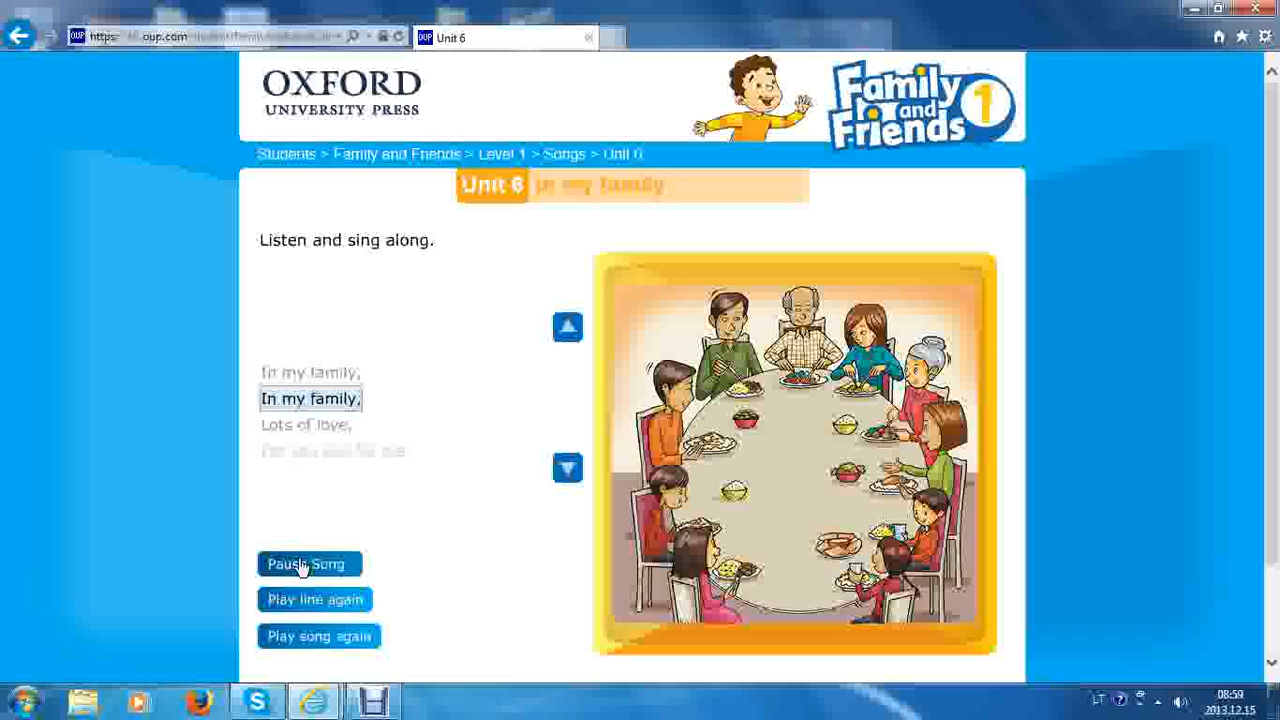 https
oup.com
OUP Unit 6
OXFORD
UNIVERSITY PRESS
Family
and
Friends
1
Students > Family and Friends > Level 1 > Songs > Unit 6
Unit 6 In my family
Listen and sing along.
In my family,
In my family,
Lots of love,
Pause Song
Play line again
Play song again
LT
08:59
2013.12.15